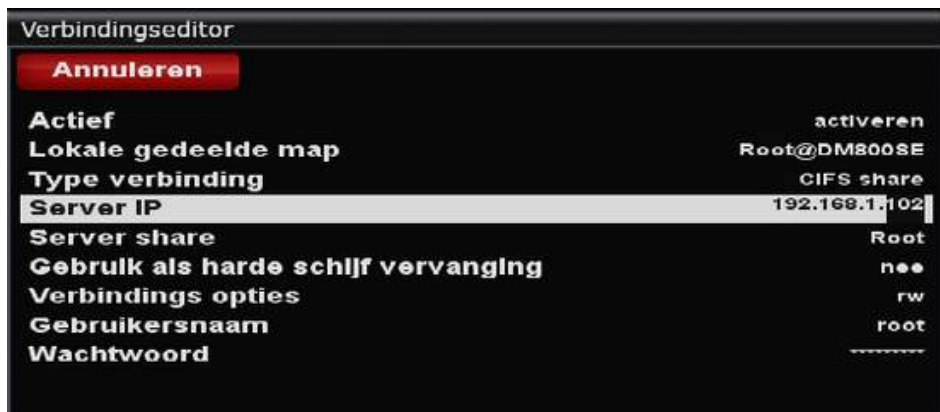 Verbindingseditor
Annuleren
Actief activeren
Lokale gedeelde map Root@DM800SE
Type verbinding CIFS share
Server IP 192.168.1.102
Server share Root
Gebruik als harde schijf vervanging nee
Verbindings opties rw
Gebruikersnaam root
Wachtwoord ---------